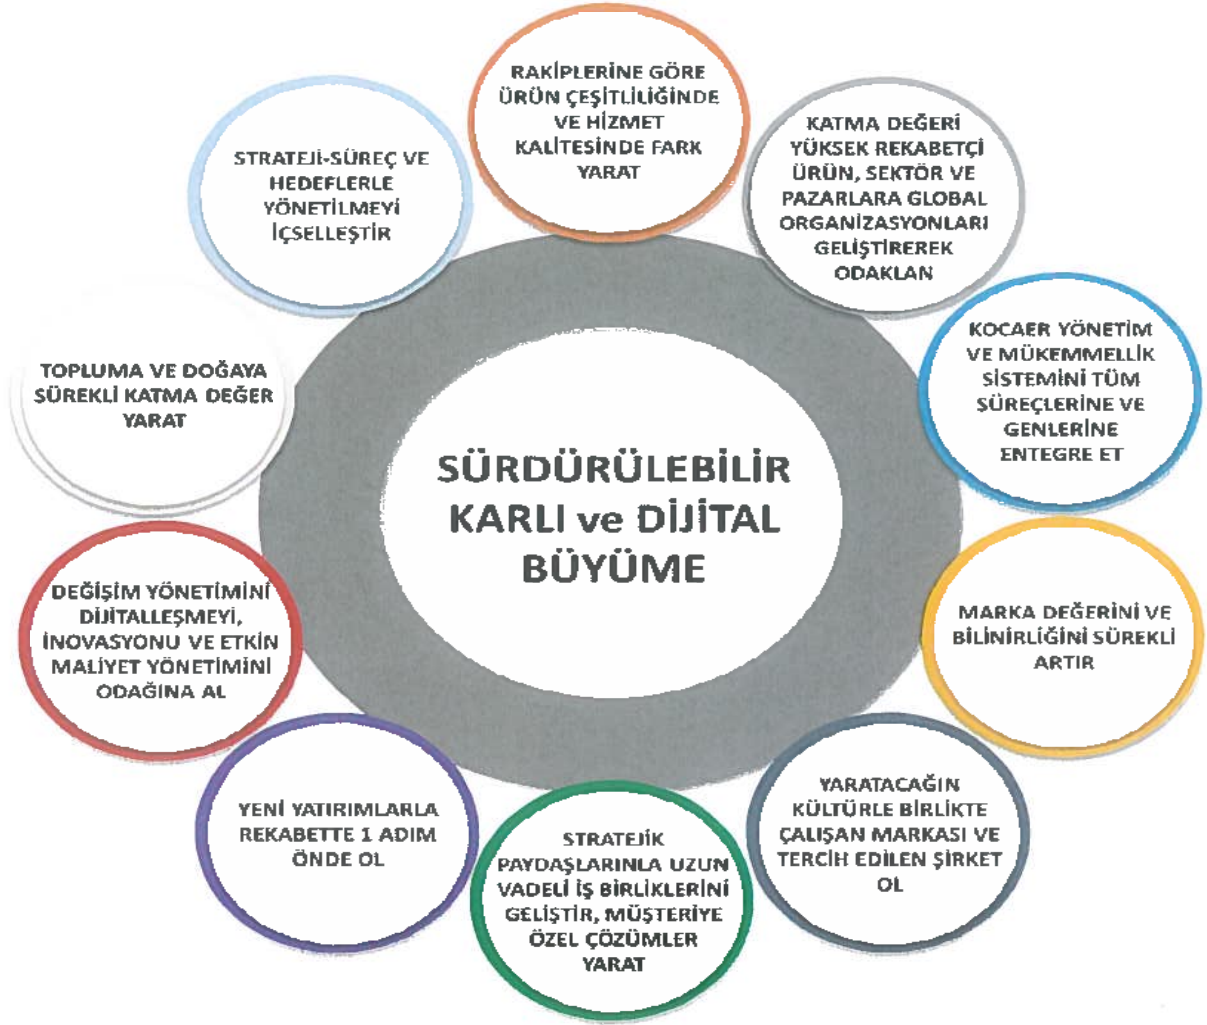 RAKİPLERİNE GÖRE
ÜRÜN ÇEŞİTLİLİĞİNDE
VE HİZMET
KALİTESİNDE FARK
YARAT
KATMA DEĞERİ
YÜKSEK REKABETÇİ
ÜRÜN, SEKTÖR VE
PAZARLARA GLOBAL
ORGANİZASYONLARI
GELİŞTİREREK
ODAKLAN
KOCAER YÖNETİM
VE MÜKEMMELLİK
SİSTEMİNİ TÜM
SÜREÇLERİNE VE
GENLERİNE
ENTEGRE ET
MARKA DEĞERİNİ VE
BİLİNİRLİĞİNİ SÜREKLİ
ARTIR
YARATACAĞIN
KÜLTÜRLE BİRLİKTE
ÇALIŞAN MARKASI VE
TERCİH EDİLEN ŞİRKET
OL
STRATEJİK
PAYDAŞLARINLA UZUN
VADELİ İŞ BİRLİKLERİNİ
GELİŞTİR, MÜŞTERİYE
ÖZEL ÇÖZÜMLER
YARAT
YENİ YATIRIMLARLA
REKABETTE 1 ADIM
ÖNDE OL
DEĞİŞİM YÖNETİMİNİ
DİJİTALLEŞMEYİ,
İNOVASYONU VE ETKİN
MALİYET YÖNETİMİNİ
ODAĞINA AL
TOPLUMA VE DOĞAYA
SÜREKLİ KATMA DEĞER
YARAT
STRATEJİ-SÜREÇ VE
HEDEFLERLE
YÖNETİLMEYİ
İÇSELLEŞTİR
SÜRDÜRÜLEBİLİR
KARLI ve DİJİTAL
BÜYÜME